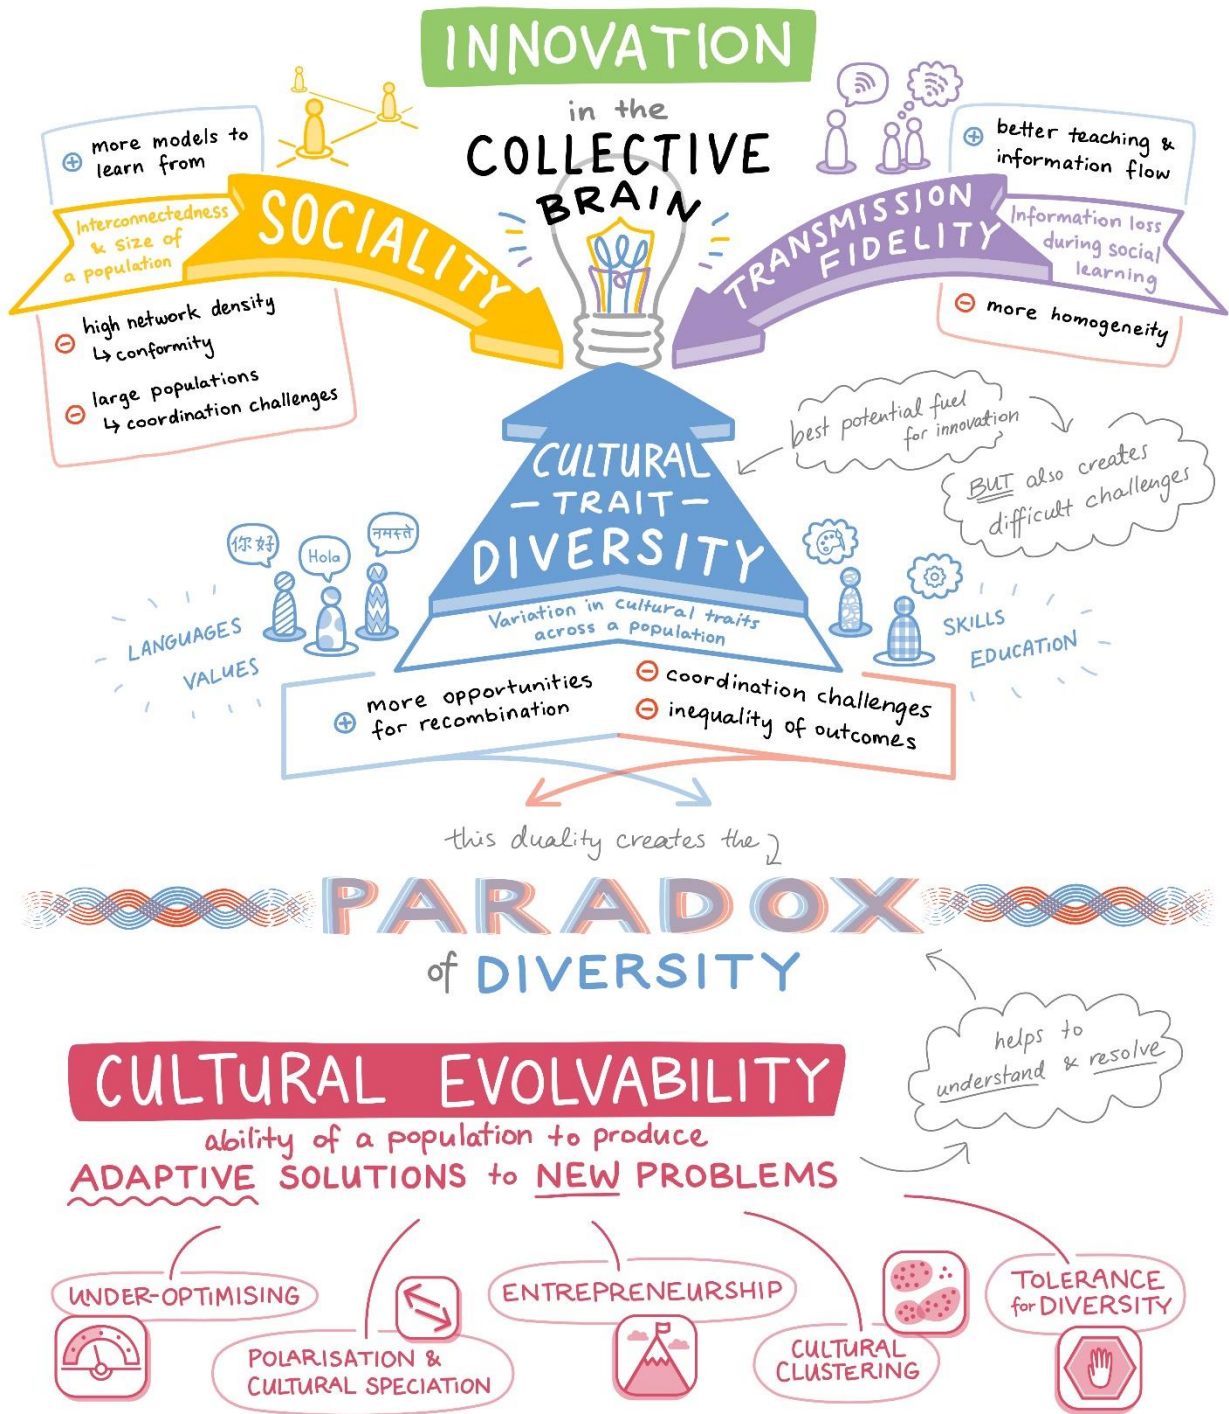 INNOVATION
in the
COLLECTIVE
BRAIN
+ more models to
learn from
SOCIALITY
Interconnectedness
& size of
a population
- high network density
↳ conformity
- large populations
↳ coordination challenges
+ better teaching &
information flow
TRANSMISSION
FIDELITY
Information loss
during social
learning
- more homogeneity
best potential fuel
for innovation
BUT also creates
difficult challenges
CULTURAL
- TRAIT -
DIVERSITY
Variation in cultural traits
across a population
你好
Hola
नमस्ते
LANGUAGES
VALUES
SKILLS
EDUCATION
+ more opportunities
for recombination
- coordination challenges
- inequality of outcomes
this duality creates the
PARADOX
of DIVERSITY
helps to
understand & resolve
CULTURAL EVOLVABILITY
ability of a population to produce
ADAPTIVE SOLUTIONS to NEW PROBLEMS
UNDER-OPTIMISING
POLARISATION &
CULTURAL SPECIATION
ENTREPRENEURSHIP
CULTURAL
CLUSTERING
TOLERANCE
for DIVERSITY